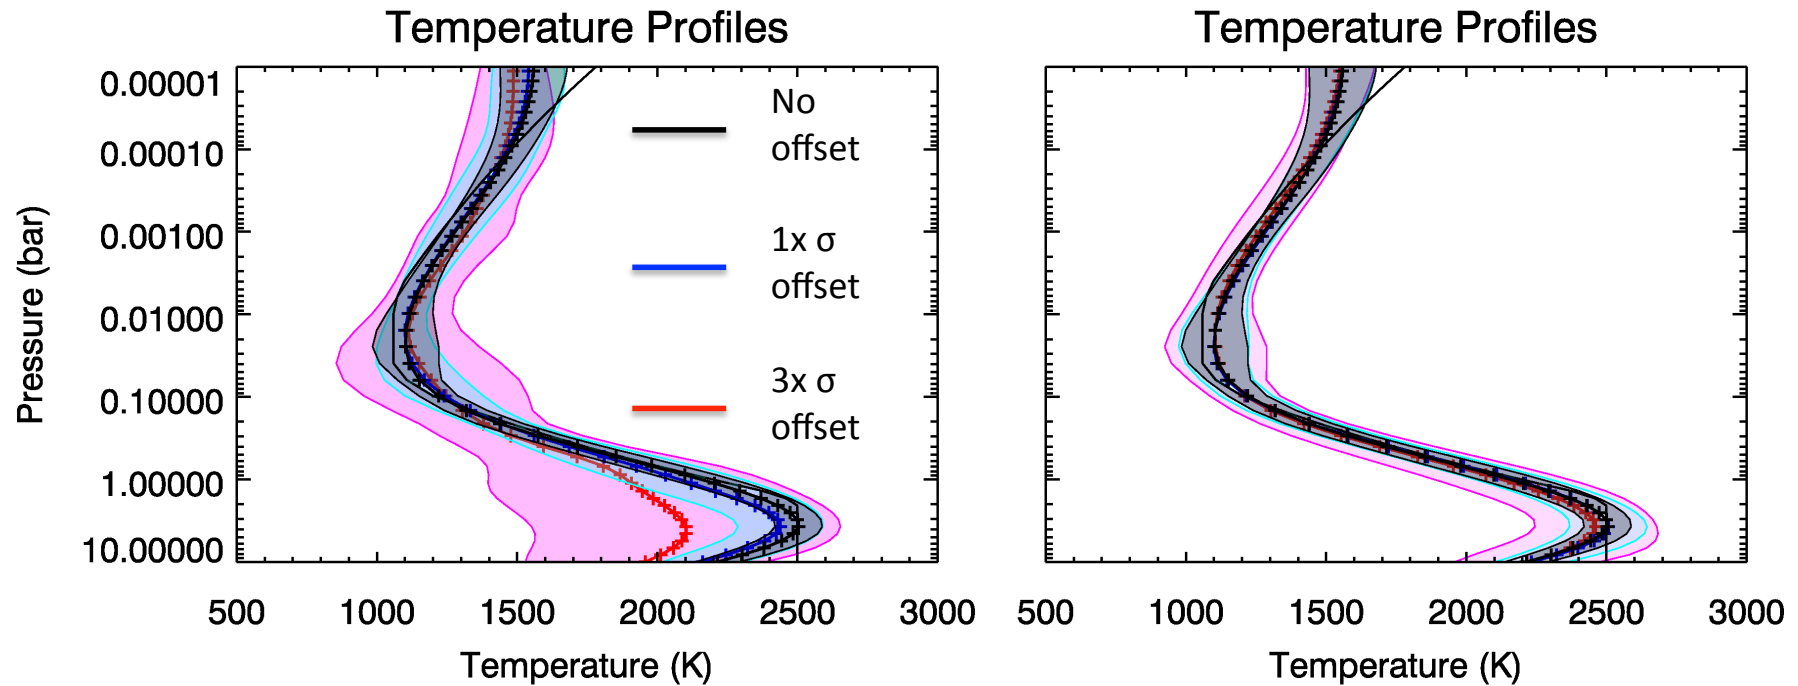 Temperature Profiles
Pressure (bar)
0.00001
0.00010
0.00100
0.01000
0.10000
1.00000
10.00000
No
offset
1x σ
offset
3x σ
offset
500 1000 1500 2000 2500 3000
Temperature (K)
Temperature Profiles
500 1000 1500 2000 2500 3000
Temperature (K)